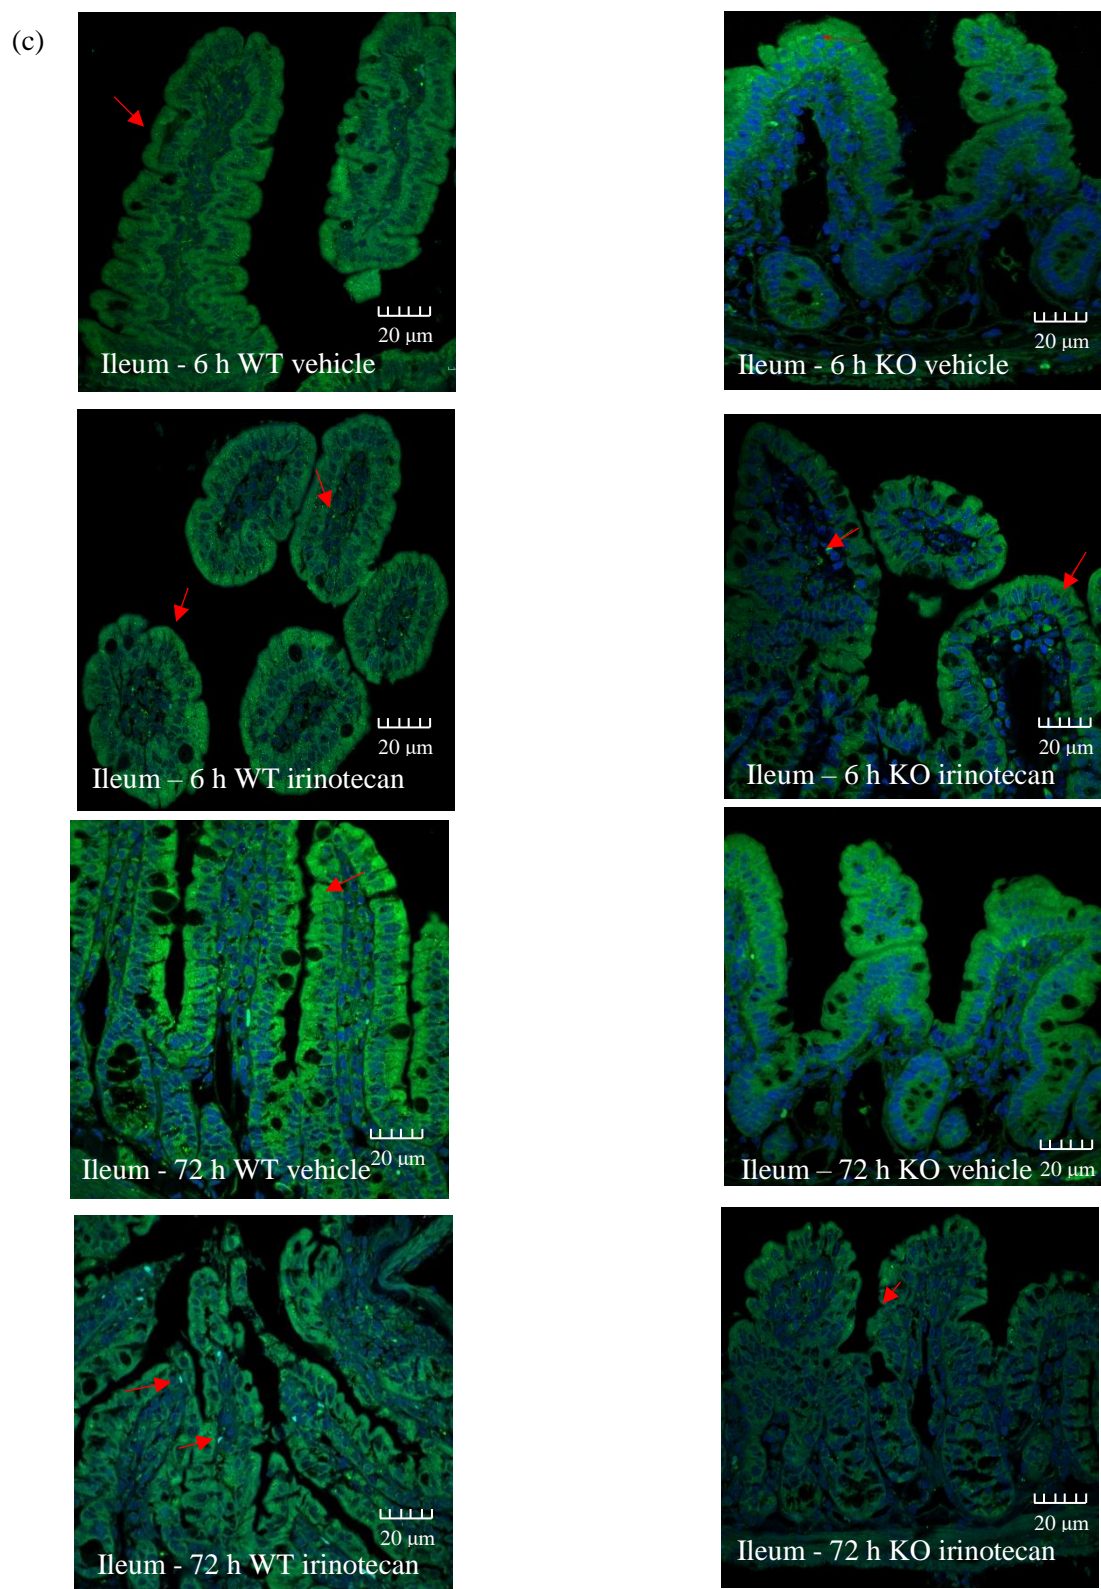 (c)
20 µm
Ileum - 6 h WT vehicle
20 µm
Ileum - 6 h KO vehicle
20 µm
Ileum – 6 h WT irinotecan
20 µm
Ileum – 6 h KO irinotecan
20 µm
Ileum - 72 h WT vehicle
20 µm
Ileum – 72 h KO vehicle
20 µm
Ileum - 72 h WT irinotecan
20 µm
Ileum - 72 h KO irinotecan